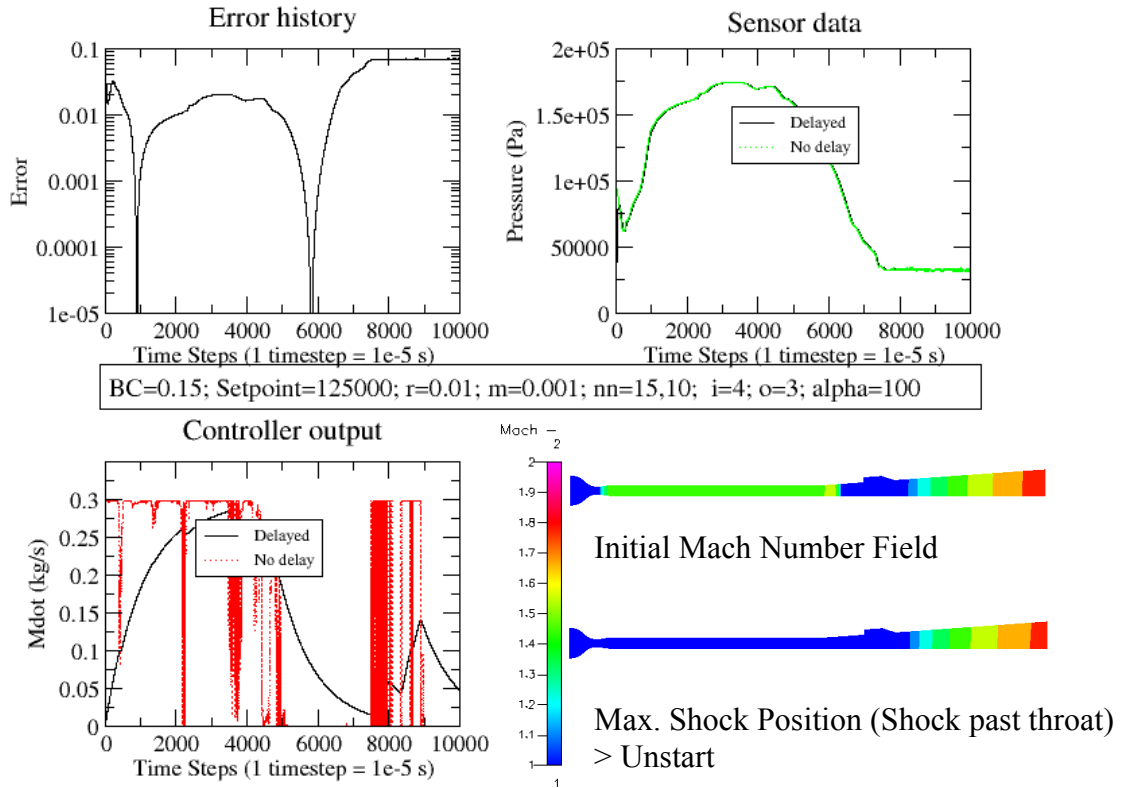 Error history
0.1
0.01
0.001
0.0001
1e-05
Error
0 2000 4000 6000 8000 10000
Time Steps (1 timestep = 1e-5 s)
Sensor data
2e+05
1.5e+05
1e+05
50000
0
Pressure (Pa)
Delayed
No delay
0 2000 4000 6000 8000 10000
Time Steps (1 timestep = 1e-5 s)
BC=0.15; Setpoint=125000; r=0.01; m=0.001; nn=15,10; i=4; o=3; alpha=100
Controller output
0.3
0.25
0.2
0.15
0.1
0.05
0
Mdot (kg/s)
Delayed
No delay
0 2000 4000 6000 8000 10000
Time Steps (1 timestep = 1e-5 s)
Mach –
2
2
1.9
1.8
1.7
1.6
1.5
1.4
1.3
1.2
1.1
1
1
Initial Mach Number Field
Max. Shock Position (Shock past throat)
> Unstart